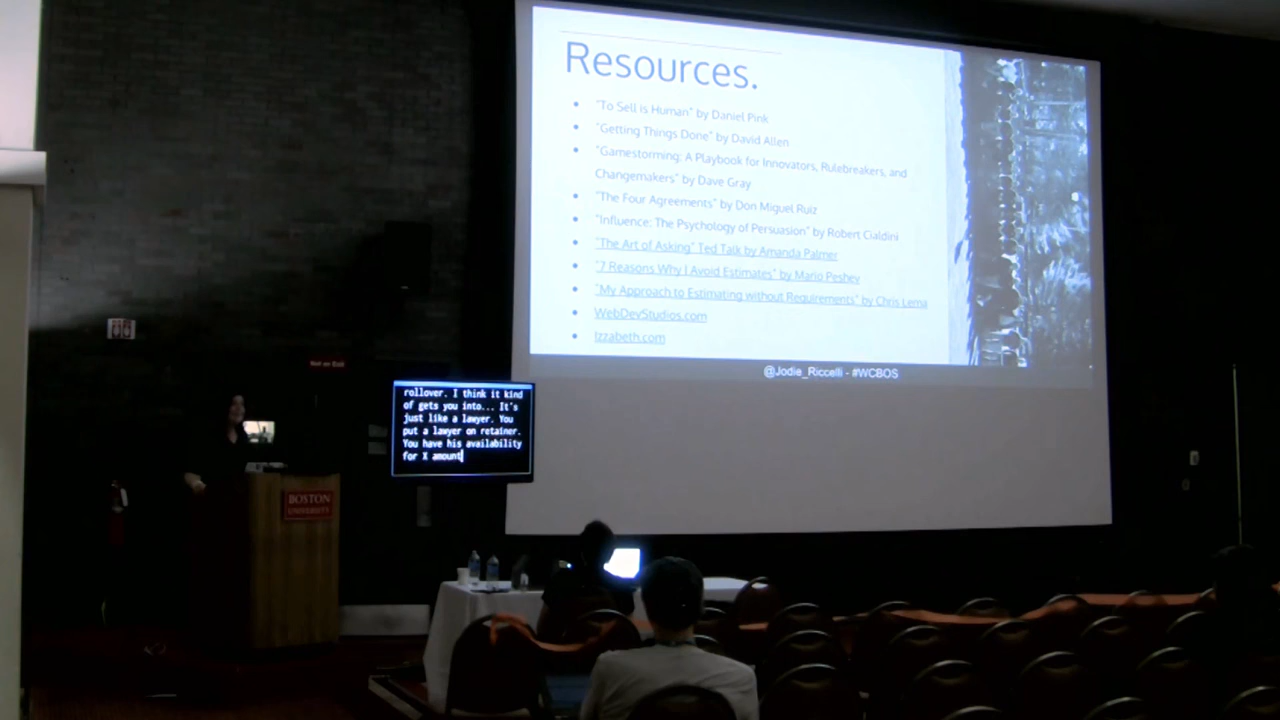 Resources.
"To Sell is Human" by Daniel Pink
"Getting Things Done" by David Allen
"Gamestorming: A Playbook for Innovators, Rulebreakers, and
Changemakers" by Dave Gray
"The Four Agreements" by Don Miguel Ruiz
"Influence: The Psychology of Persuasion" by Robert Cialdini
"The Art of Asking" Ted Talk by Amanda Palmer
"7 Reasons Why I Avoid Estimates" by Mario Peshev
"My Approach to Estimating without Requirements" by Chris Lema
WebDevStudios.com
Izzabeth.com
@Jodie_Riccelli - #WCBOS
Not an Exit
rollover. I think it kind
of gets you into... It's
just like a lawyer. You
put a lawyer on retainer.
You have his availability
for X amount
BOSTON
UNIVERSITY